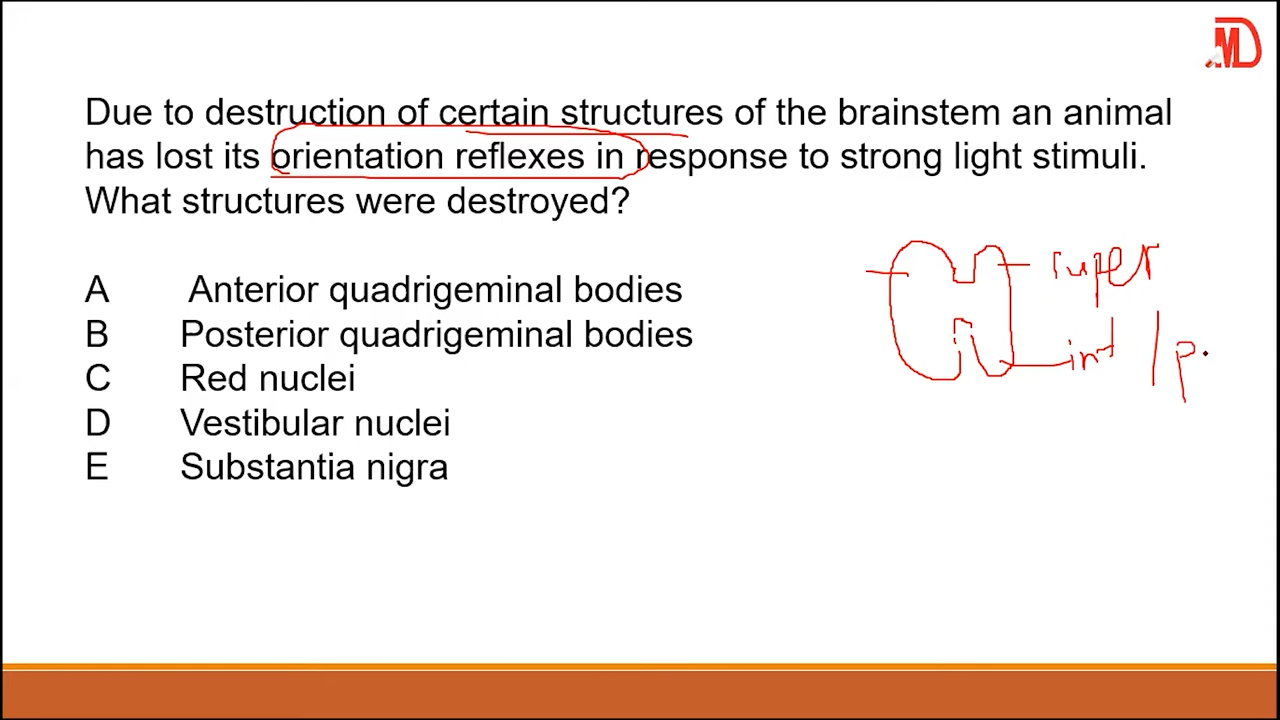 MD
Due to destruction of certain structures of the brainstem an animal
has lost its orientation reflexes in response to strong light stimuli.
What structures were destroyed?
A Anterior quadrigeminal bodies
B Posterior quadrigeminal bodies
C Red nuclei
D Vestibular nuclei
E Substantia nigra
super
int / p.